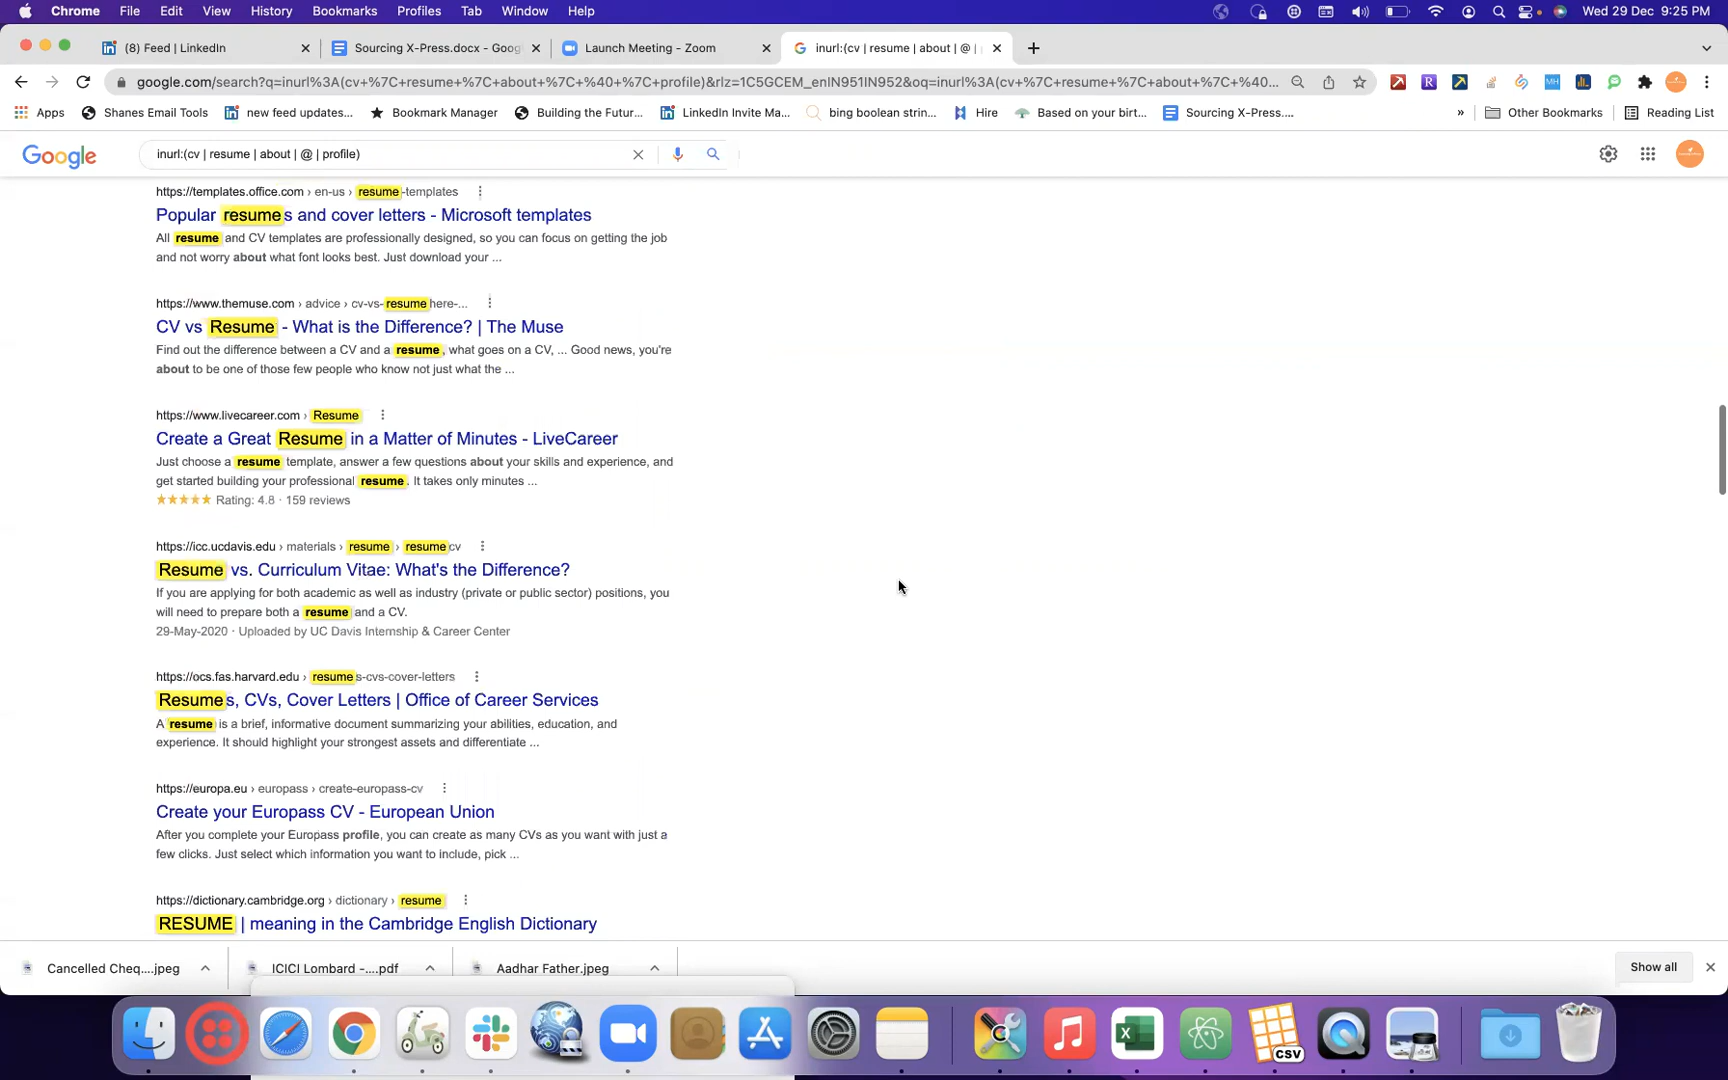 Chrome File Edit View History Bookmarks Profiles Tab Window Help Wed 29 Dec 9:25 PM
(8) Feed | LinkedIn Sourcing X-Press.docx - Goog Launch Meeting - Zoom inurl:(cv | resume | about | @ |
google.com/search?q=inurl%3A(cv+%7C+resume+%7C+about+%7C+%40+%7C+profile)&rlz=1C5GCEM_enIN951IN952&oq=inurl%3A(cv+%7C+resume+%7C+about+%7C+%40...
Apps Shanes Email Tools new feed updates... Bookmark Manager Building the Futur... LinkedIn Invite Ma... bing boolean strin... Hire Based on your birt... Sourcing X-Press.... » Other Bookmarks Reading List
Google inurl:(cv | resume | about | @ | profile)
https://templates.office.com › en-us › resume-templates
Popular resumes and cover letters - Microsoft templates
All resume and CV templates are professionally designed, so you can focus on getting the job
and not worry about what font looks best. Just download your ...
https://www.themuse.com › advice › cv-vs-resume here-...
CV vs Resume - What is the Difference? | The Muse
Find out the difference between a CV and a resume, what goes on a CV, ... Good news, you're
about to be one of those few people who know not just what the ...
https://www.livecareer.com › Resume
Create a Great Resume in a Matter of Minutes - LiveCareer
Just choose a resume template, answer a few questions about your skills and experience, and
get started building your professional resume. It takes only minutes ...
Rating: 4.8 · 159 reviews
https://icc.ucdavis.edu › materials › resume › resumecv
Resume vs. Curriculum Vitae: What's the Difference?
If you are applying for both academic as well as industry (private or public sector) positions, you
will need to prepare both a resume and a CV.
29-May-2020 · Uploaded by UC Davis Internship & Career Center
https://ocs.fas.harvard.edu › resumes-cvs-cover-letters
Resumes, CVs, Cover Letters | Office of Career Services
A resume is a brief, informative document summarizing your abilities, education, and
experience. It should highlight your strongest assets and differentiate ...
https://europa.eu › europass › create-europass-cv
Create your Europass CV - European Union
After you complete your Europass profile, you can create as many CVs as you want with just a
few clicks. Just select which information you want to include, pick ...
https://dictionary.cambridge.org › dictionary › resume
RESUME | meaning in the Cambridge English Dictionary
Cancelled Cheq....jpeg ICICI Lombard -....pdf Aadhar Father.jpeg Show all
CSV